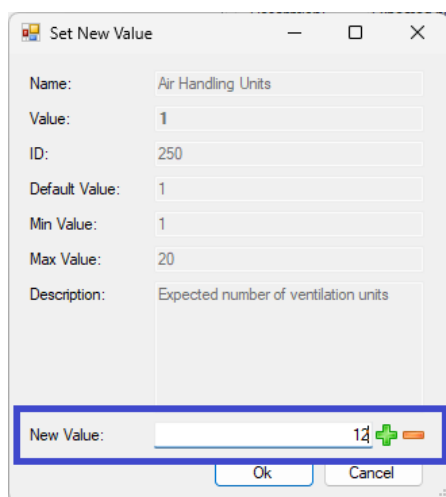 Set New Value
Name: Air Handling Units
Value: 1
ID: 250
Default Value: 1
Min Value: 1
Max Value: 20
Description: Expected number of ventilation units
New Value: 12
Ok Cancel